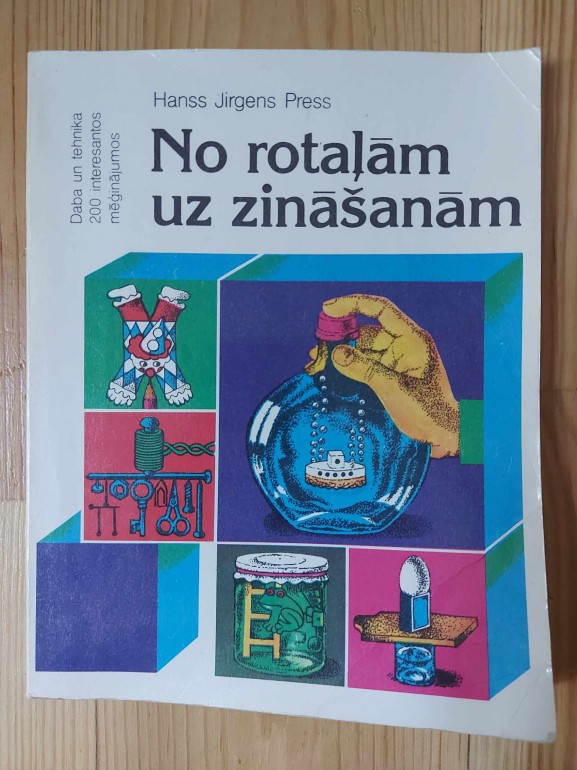 Hanss Jirgens Press
No rotaļām
uz zināšanām
Daba un tehnika
200 interesantos
mēģinājumos